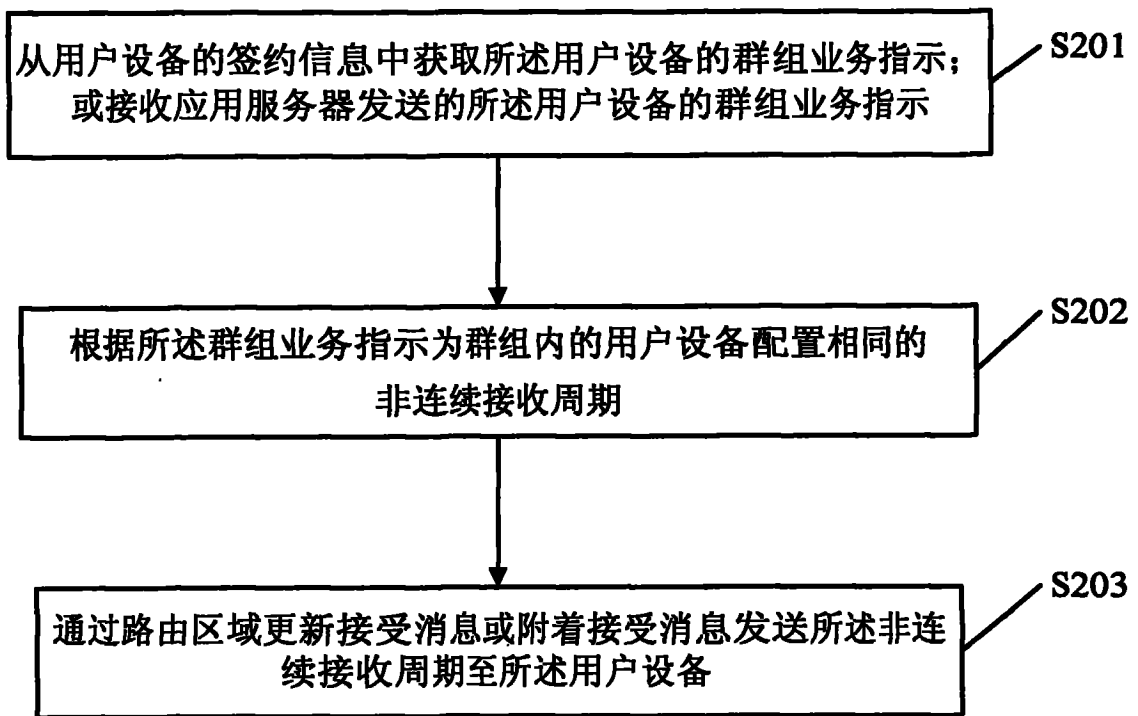 从用户设备的签约信息中获取所述用户设备的群组业务指示；
或接收应用服务器发送的所述用户设备的群组业务指示
S201
根据所述群组业务指示为群组内的用户设备配置相同的
非连续接收周期
S202
通过路由区域更新接受消息或附着接受消息发送所述非连
续接收周期至所述用户设备
S203